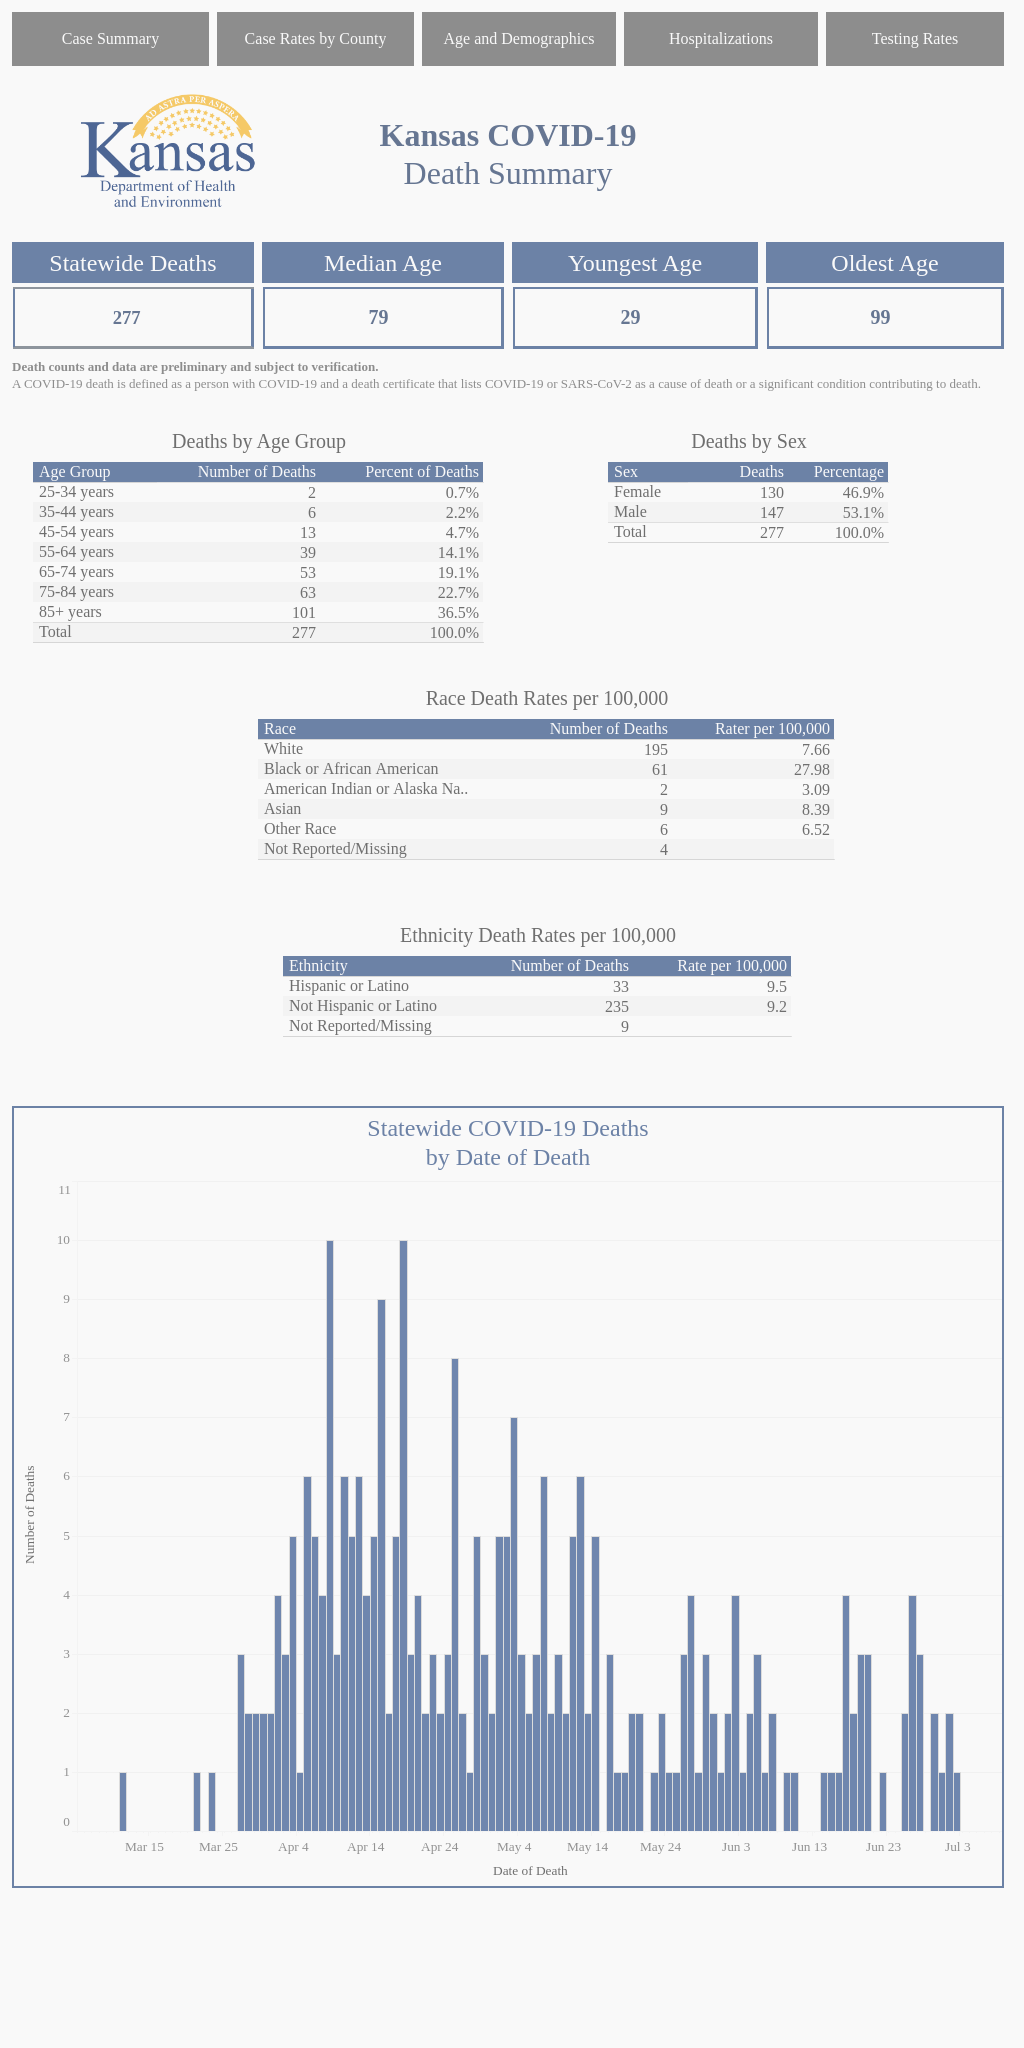 Case Summary
Case Rates by County
Age and Demographics
Hospitalizations
Testing Rates
AD ASTRA PER ASPERA
Kansas
Department of Health
and Environment
Kansas COVID-19
Death Summary
Statewide Deaths
Median Age
Youngest Age
Oldest Age
277
79
29
99
Death counts and data are preliminary and subject to verification.
A COVID-19 death is defined as a person with COVID-19 and a death certificate that lists COVID-19 or SARS-CoV-2 as a cause of death or a significant condition contributing to death.
Deaths by Age Group
Age Group Number of Deaths Percent of Deaths
25-34 years 2 0.7%
35-44 years 6 2.2%
45-54 years 13 4.7%
55-64 years 39 14.1%
65-74 years 53 19.1%
75-84 years 63 22.7%
85+ years 101 36.5%
Total 277 100.0%
Deaths by Sex
Sex Deaths Percentage
Female 130 46.9%
Male 147 53.1%
Total 277 100.0%
Race Death Rates per 100,000
Race Number of Deaths Rater per 100,000
White 195 7.66
Black or African American 61 27.98
American Indian or Alaska Na.. 2 3.09
Asian 9 8.39
Other Race 6 6.52
Not Reported/Missing 4
Ethnicity Death Rates per 100,000
Ethnicity Number of Deaths Rate per 100,000
Hispanic or Latino 33 9.5
Not Hispanic or Latino 235 9.2
Not Reported/Missing 9
Statewide COVID-19 Deaths
by Date of Death
11
10
9
8
7
6
5
4
3
2
1
0
Number of Deaths
Mar 15 Mar 25 Apr 4 Apr 14 Apr 24 May 4 May 14 May 24 Jun 3 Jun 13 Jun 23 Jul 3
Date of Death